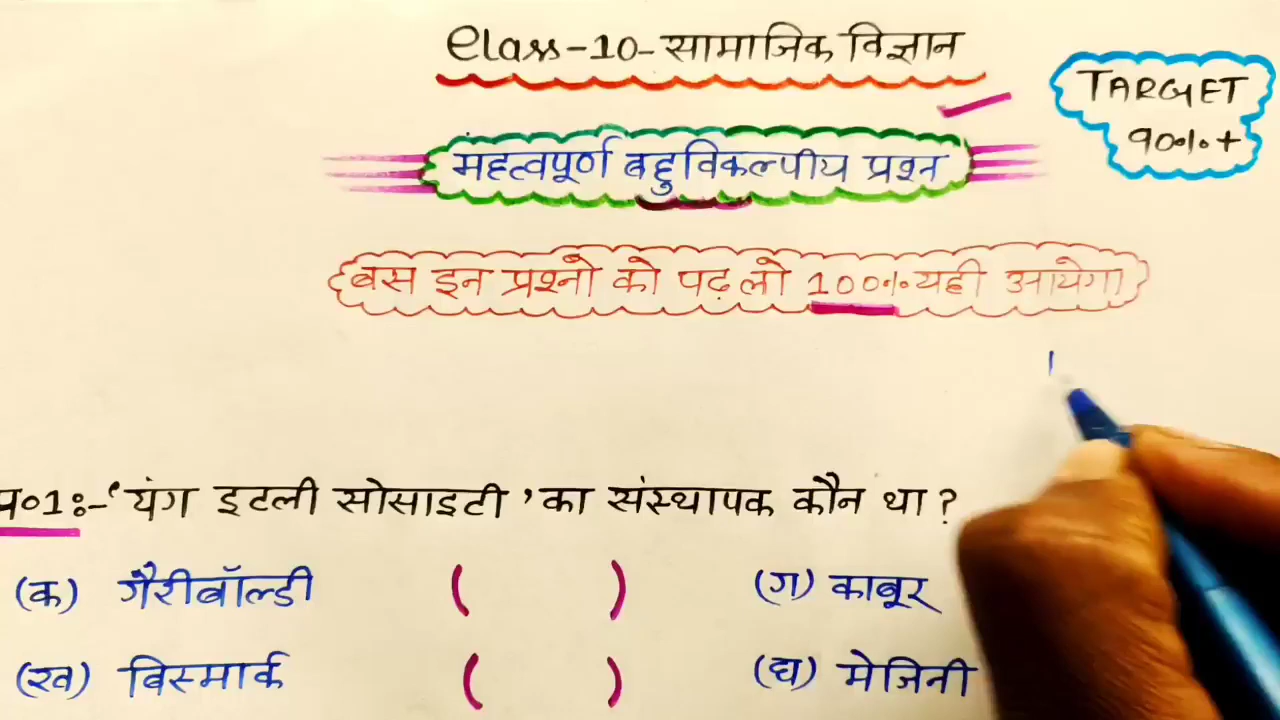 Class-10-सामाजिक विज्ञान
TARGET
90%+
महत्वपूर्ण बहुविकल्पीय प्रश्न
बस इन प्रश्नो को पढ़ लो 100% यही आयेगा
प्र०1:- 'यंग इटली सोसाइटी' का संस्थापक कौन था?
(क) गैरीबॉल्डी ( ) (ग) काबूर
(ख) बिस्मार्क ( ) (घ) मेजिनी